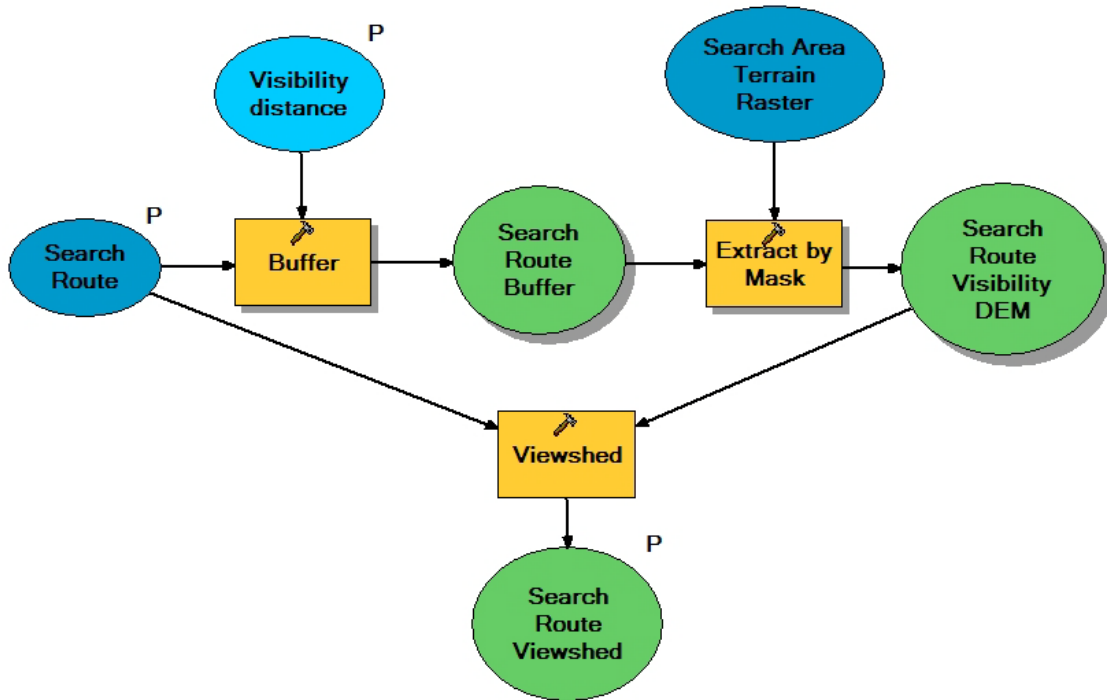 P
Visibility
distance
Search Area
Terrain
Raster
P
Search
Route
Buffer
Search
Route
Buffer
Extract by
Mask
Search
Route
Visibility
DEM
Viewshed
P
Search
Route
Viewshed